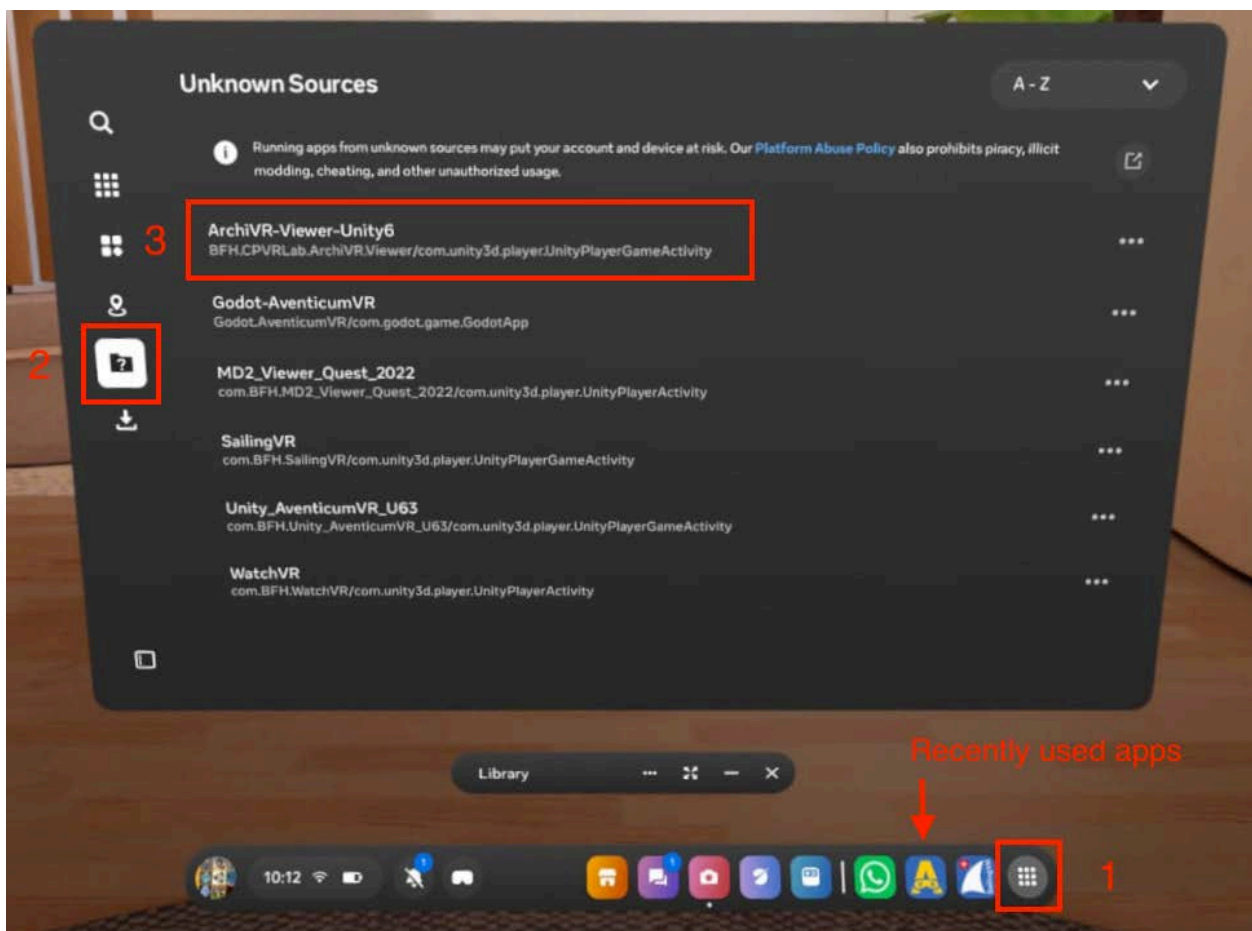 Unknown Sources
A - Z
Running apps from unknown sources may put your account and device at risk. Our Platform Abuse Policy also prohibits piracy, illicit
modding, cheating, and other unauthorized usage.
3
ArchiVR-Viewer-Unity6
BFH.CPVRLab.ArchiVR.Viewer/com.unity3d.player.UnityPlayerGameActivity
Godot-AventicumVR
Godot.AventicumVR/com.godot.game.GodotApp
2
MD2_Viewer_Quest_2022
com.BFH.MD2_Viewer_Quest_2022/com.unity3d.player.UnityPlayerActivity
SailingVR
com.BFH.SailingVR/com.unity3d.player.UnityPlayerGameActivity
Unity_AventicumVR_U63
com.BFH.Unity_AventicumVR_U63/com.unity3d.player.UnityPlayerGameActivity
WatchVR
com.BFH.WatchVR/com.unity3d.player.UnityPlayerActivity
Recently used apps
Library
10:12
1
1
A
1